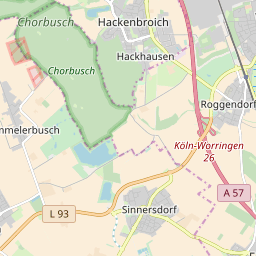 Chorbusch
Hackenbroich
Hackhausen
Chorbusch
Roggendorf
mmelerbusch
Köln-Worringen
26
A 57
L 93
Sinnersdorf